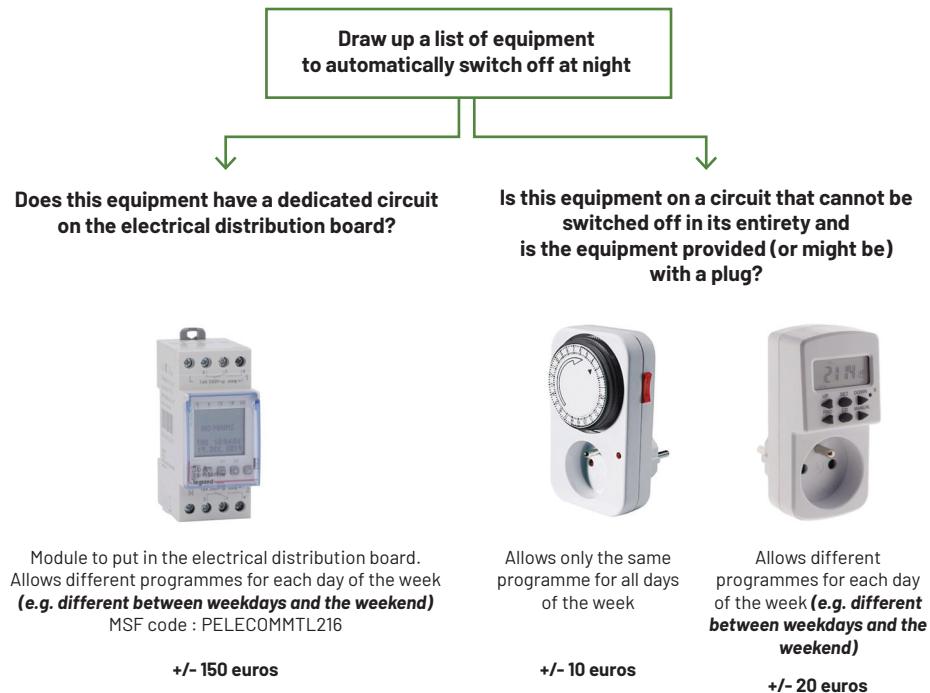 Draw up a list of equipment
to automatically switch off at night
Does this equipment have a dedicated circuit
on the electrical distribution board?
Is this equipment on a circuit that cannot be
switched off in its entirety and
is the equipment provided (or might be)
with a plug?
Module to put in the electrical distribution board.
Allows different programmes for each day of the week
(e.g. different between weekdays and the weekend)
MSF code : PELECOMMTL216
+/- 150 euros
Allows only the same
programme for all days
of the week
+/- 10 euros
Allows different
programmes for each day
of the week (e.g. different
between weekdays and the
weekend)
+/- 20 euros